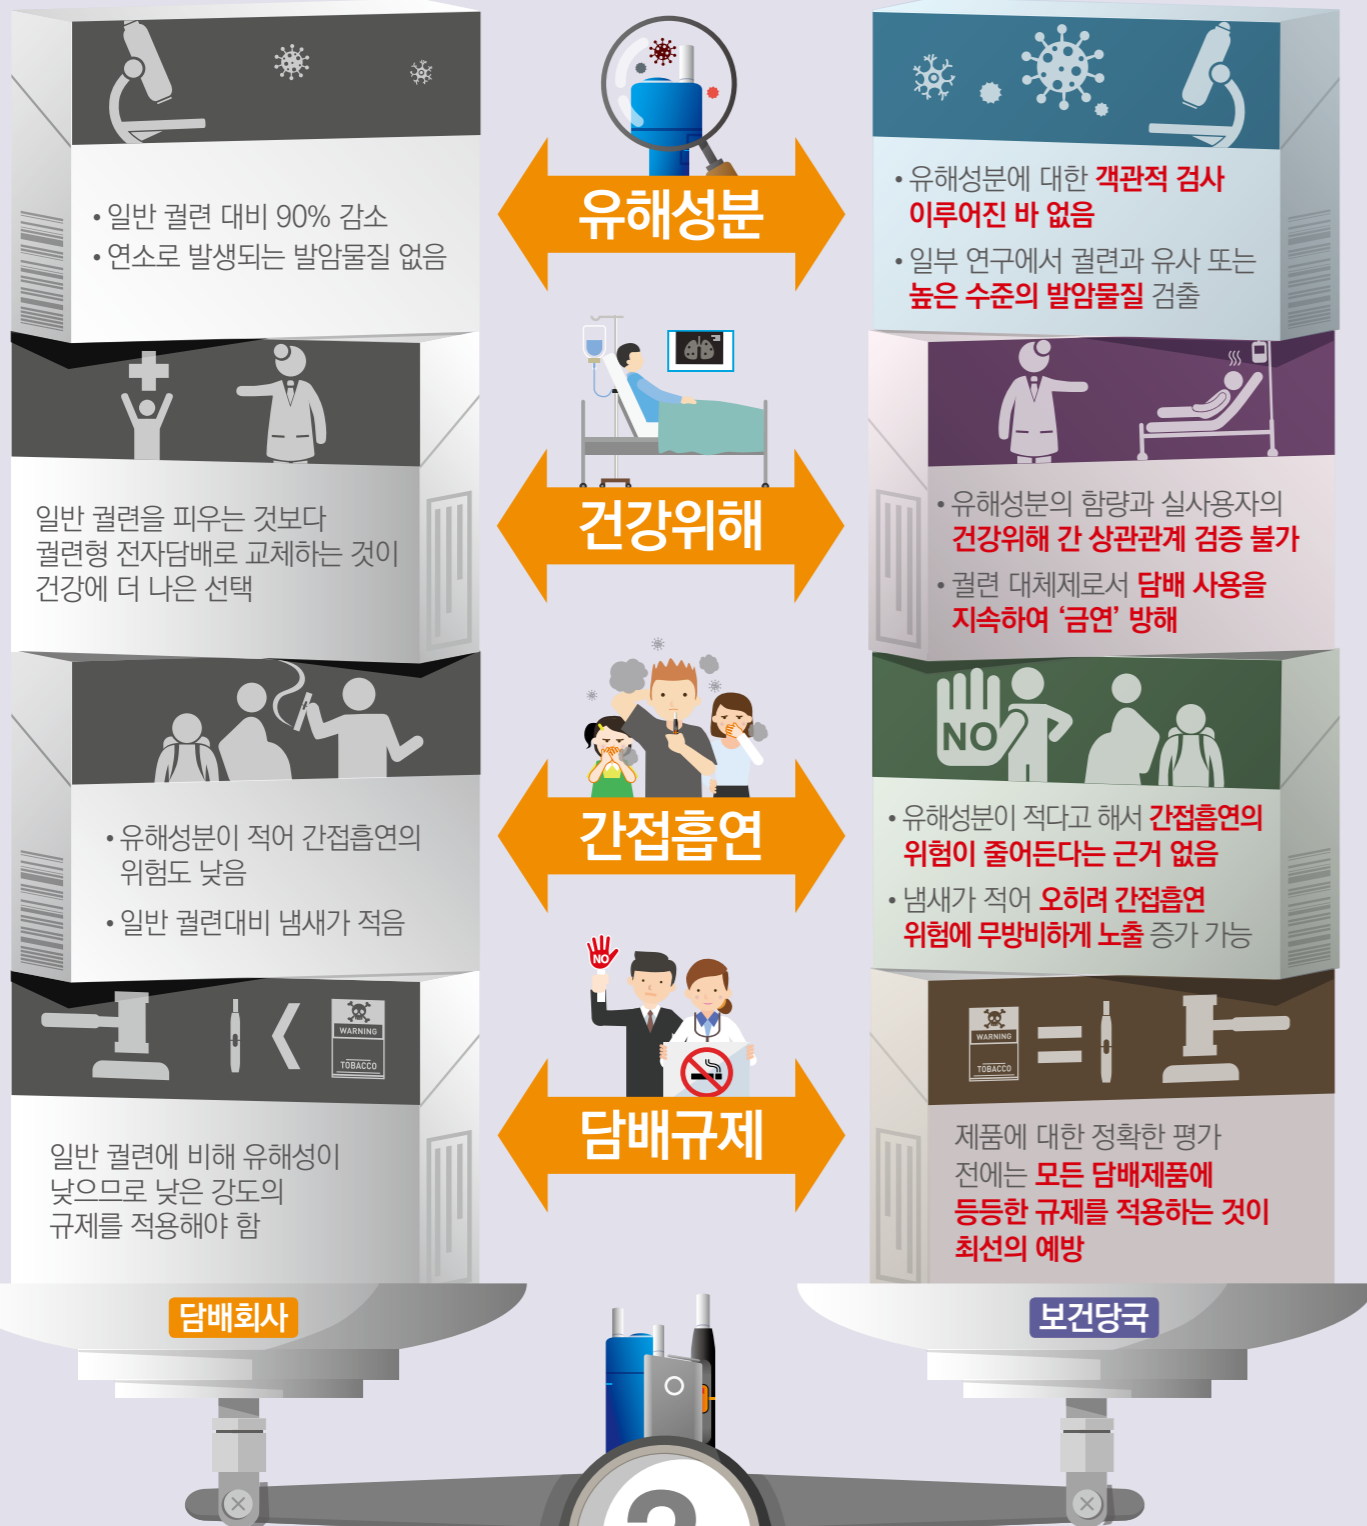 유해성분
• 일반 궐련 대비 90% 감소
• 연소로 발생되는 발암물질 없음
• 유해성분에 대한 객관적 검사
이루어진 바 없음
• 일부 연구에서 궐련과 유사 또는
높은 수준의 발암물질 검출
건강위해
일반 궐련을 피우는 것보다
궐련형 전자담배로 교체하는 것이
건강에 더 나은 선택
• 유해성분의 함량과 실사용자의
건강위해 간 상관관계 검증 불가
• 궐련 대체제로서 담배 사용을
지속하여 ‘금연’ 방해
NO
간접흡연
• 유해성분이 적어 간접흡연의
위험도 낮음
• 일반 궐련대비 냄새가 적음
• 유해성분이 적다고 해서 간접흡연의
위험이 줄어든다는 근거 없음
• 냄새가 적어 오히려 간접흡연
위험에 무방비하게 노출 증가 가능
NO
WARNING
TOBACCO
WARNING
TOBACCO
담배규제
일반 궐련에 비해 유해성이
낮으므로 낮은 강도의
규제를 적용해야 함
제품에 대한 정확한 평가
전에는 모든 담배제품에
등등한 규제를 적용하는 것이
최선의 예방
담배회사
보건당국
?